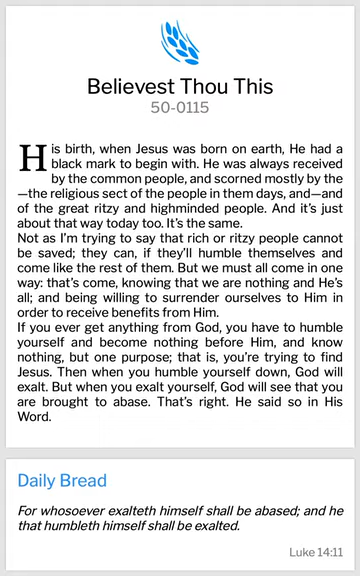 Believest Thou This
50-0115
His birth, when Jesus was born on earth, He had a
black mark to begin with. He was always received
by the common people, and scorned mostly by the
—the religious sect of the people in them days, and—and
of the great ritzy and highminded people. And it's just
about that way today too. It's the same.
Not as I'm trying to say that rich or ritzy people cannot
be saved; they can, if they'll humble themselves and
come like the rest of them. But we must all come in one
way: that's come, knowing that we are nothing and He's
all; and being willing to surrender ourselves to Him in
order to receive benefits from Him.
If you ever get anything from God, you have to humble
yourself and become nothing before Him, and know
nothing, but one purpose; that is, you're trying to find
Jesus. Then when you humble yourself down, God will
exalt. But when you exalt yourself, God will see that you
are brought to abase. That's right. He said so in His
Word.
Daily Bread
For whosoever exalteth himself shall be abased; and he
that humbleth himself shall be exalted.
Luke 14:11